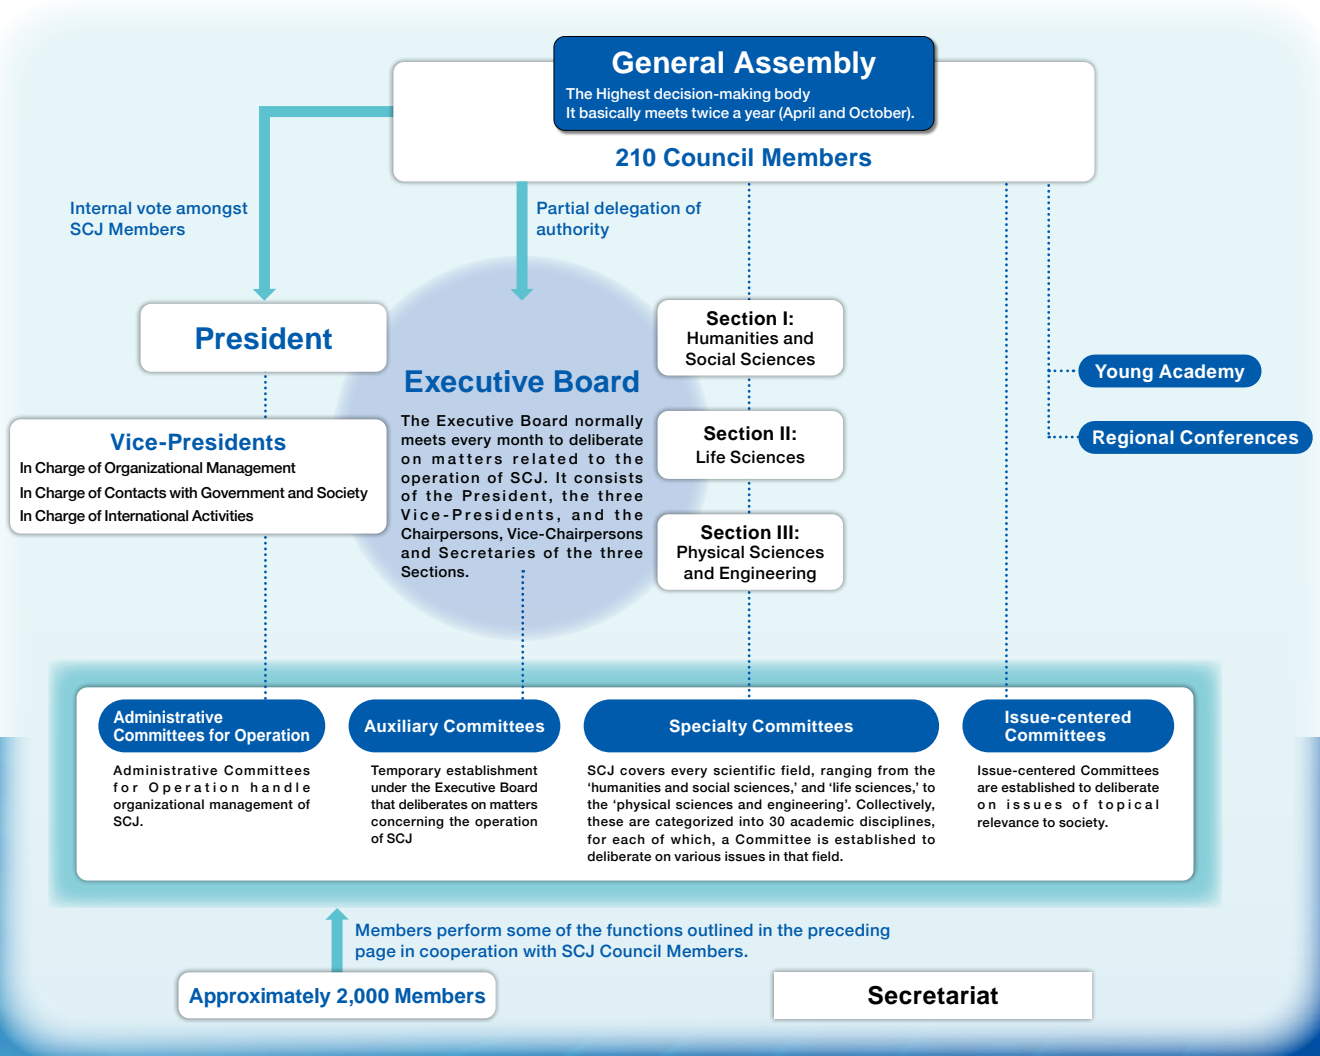 General Assembly
The Highest decision-making body
It basically meets twice a year (April and October).
210 Council Members
Internal vote amongst
SCJ Members
Partial delegation of
authority
President
Vice-Presidents
In Charge of Organizational Management
In Charge of Contacts with Government and Society
In Charge of International Activities
Executive Board
The Executive Board normally
meets every month to deliberate
on matters related to the
operation of SCJ. It consists
of the President, the three
Vice-Presidents, and the
Chairpersons, Vice-Chairpersons
and Secretaries of the three
Sections.
Section I:
Humanities and
Social Sciences
Section II:
Life Sciences
Section III:
Physical Sciences
and Engineering
Young Academy
Regional Conferences
Administrative
Committees for Operation
Administrative Committees
for Operation handle
organizational management of
SCJ.
Auxiliary Committees
Temporary establishment
under the Executive Board
that deliberates on matters
concerning the operation
of SCJ
Specialty Committees
SCJ covers every scientific field, ranging from the
‘humanities and social sciences,’ and ‘life sciences,’ to
the ‘physical sciences and engineering’. Collectively,
these are categorized into 30 academic disciplines,
for each of which, a Committee is established to
deliberate on various issues in that field.
Issue-centered
Committees
Issue-centered Committees
are established to deliberate
on issues of topical
relevance to society.
Members perform some of the functions outlined in the preceding
page in cooperation with SCJ Council Members.
Approximately 2,000 Members
Secretariat